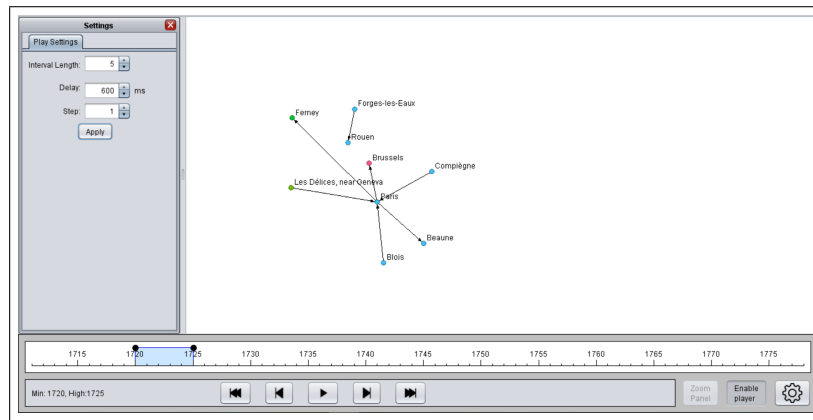 Settings
Play Settings
Interval Length: 5
Delay: 600 ms
Step: 1
Apply
Forges-les-Eaux
Ferney
Rouen
Brussels
Compiègne
Les Délices, near Geneva
Paris
Beaune
Blois
1715 1720 1725 1730 1735 1740 1745 1750 1755 1760 1765 1770 1775
Min: 1720, High:1725
Zoom Panel
Enable player